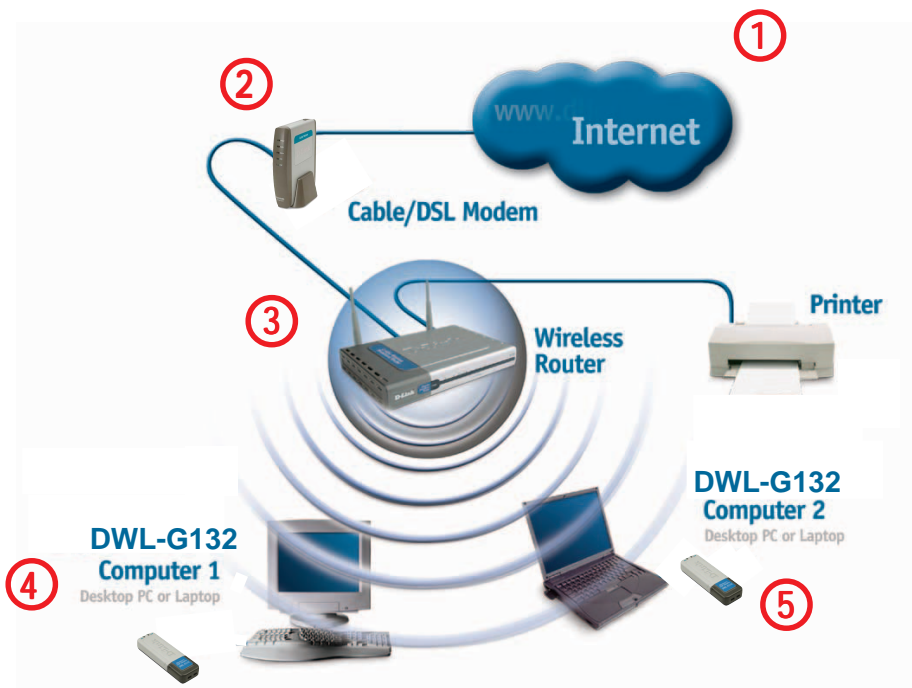 1
2
www.d
Internet
Cable/DSL Modem
3
Printer
Wireless
Router
D-Link
DWL-G132
Computer 2
Desktop PC or Laptop
DWL-G132
Computer 1
Desktop PC or Laptop
4
5